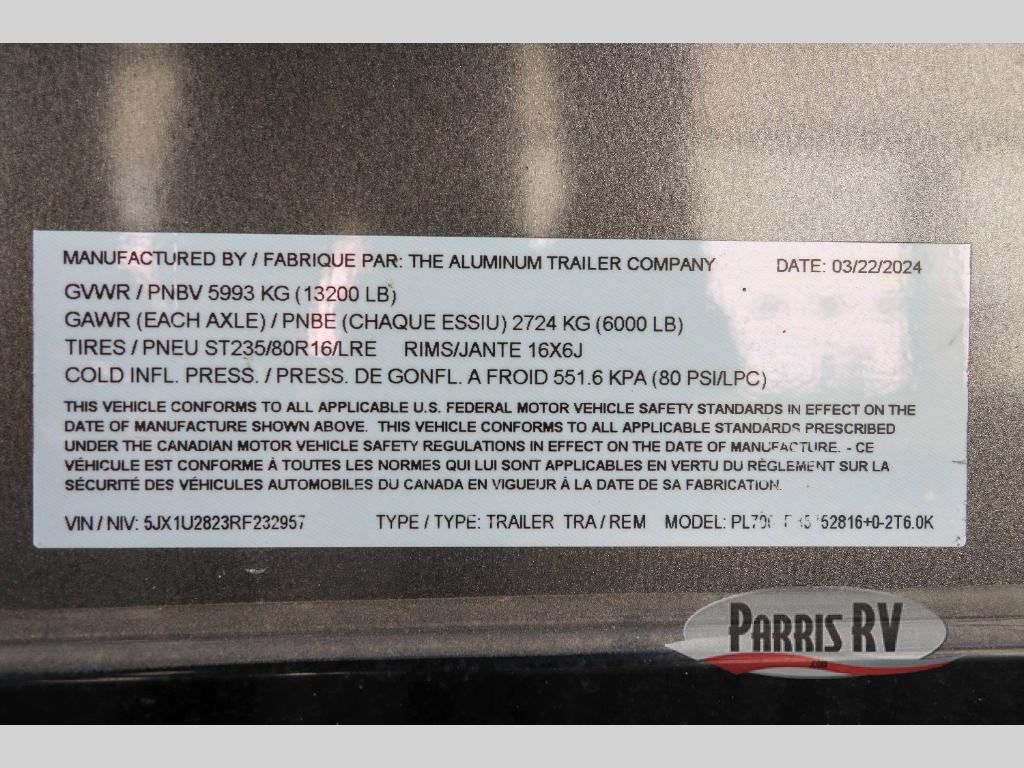 MANUFACTURED BY / FABRIQUE PAR: THE ALUMINUM TRAILER COMPANY DATE: 03/22/2024
GVWR / PNBV 5993 KG (13200 LB)
GAWR (EACH AXLE) / PNBE (CHAQUE ESSIU) 2724 KG (6000 LB)
TIRES / PNEU ST235/80R16/LRE RIMS/JANTE 16X6J
COLD INFL. PRESS. / PRESS. DE GONFL. A FROID 551.6 KPA (80 PSI/LPC)
THIS VEHICLE CONFORMS TO ALL APPLICABLE U.S. FEDERAL MOTOR VEHICLE SAFETY STANDARDS IN EFFECT ON THE
DATE OF MANUFACTURE SHOWN ABOVE. THIS VEHICLE CONFORMS TO ALL APPLICABLE STANDARDS PRESCRIBED
UNDER THE CANADIAN MOTOR VEHICLE SAFETY REGULATIONS IN EFFECT ON THE DATE OF MANUFACTURE. - CE
VÉHICULE EST CONFORME À TOUTES LES NORMES QUI LUI SONT APPLICABLES EN VERTU DU RÈGLEMENT SUR LA
SÉCURITÉ DES VÉHICULES AUTOMOBILES DU CANADA EN VIGUEUR À LA DATE DE SA FABRICATION.
VIN / NIV: 5JX1U2823RF232957 TYPE / TYPE: TRAILER TRA / REM MODEL:
PARRIS RV
.com